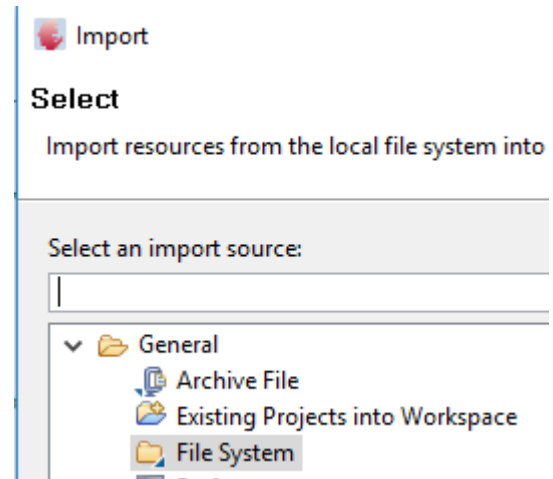 Import
Select
Import resources from the local file system into
Select an import source:
General
Archive File
Existing Projects into Workspace
File System